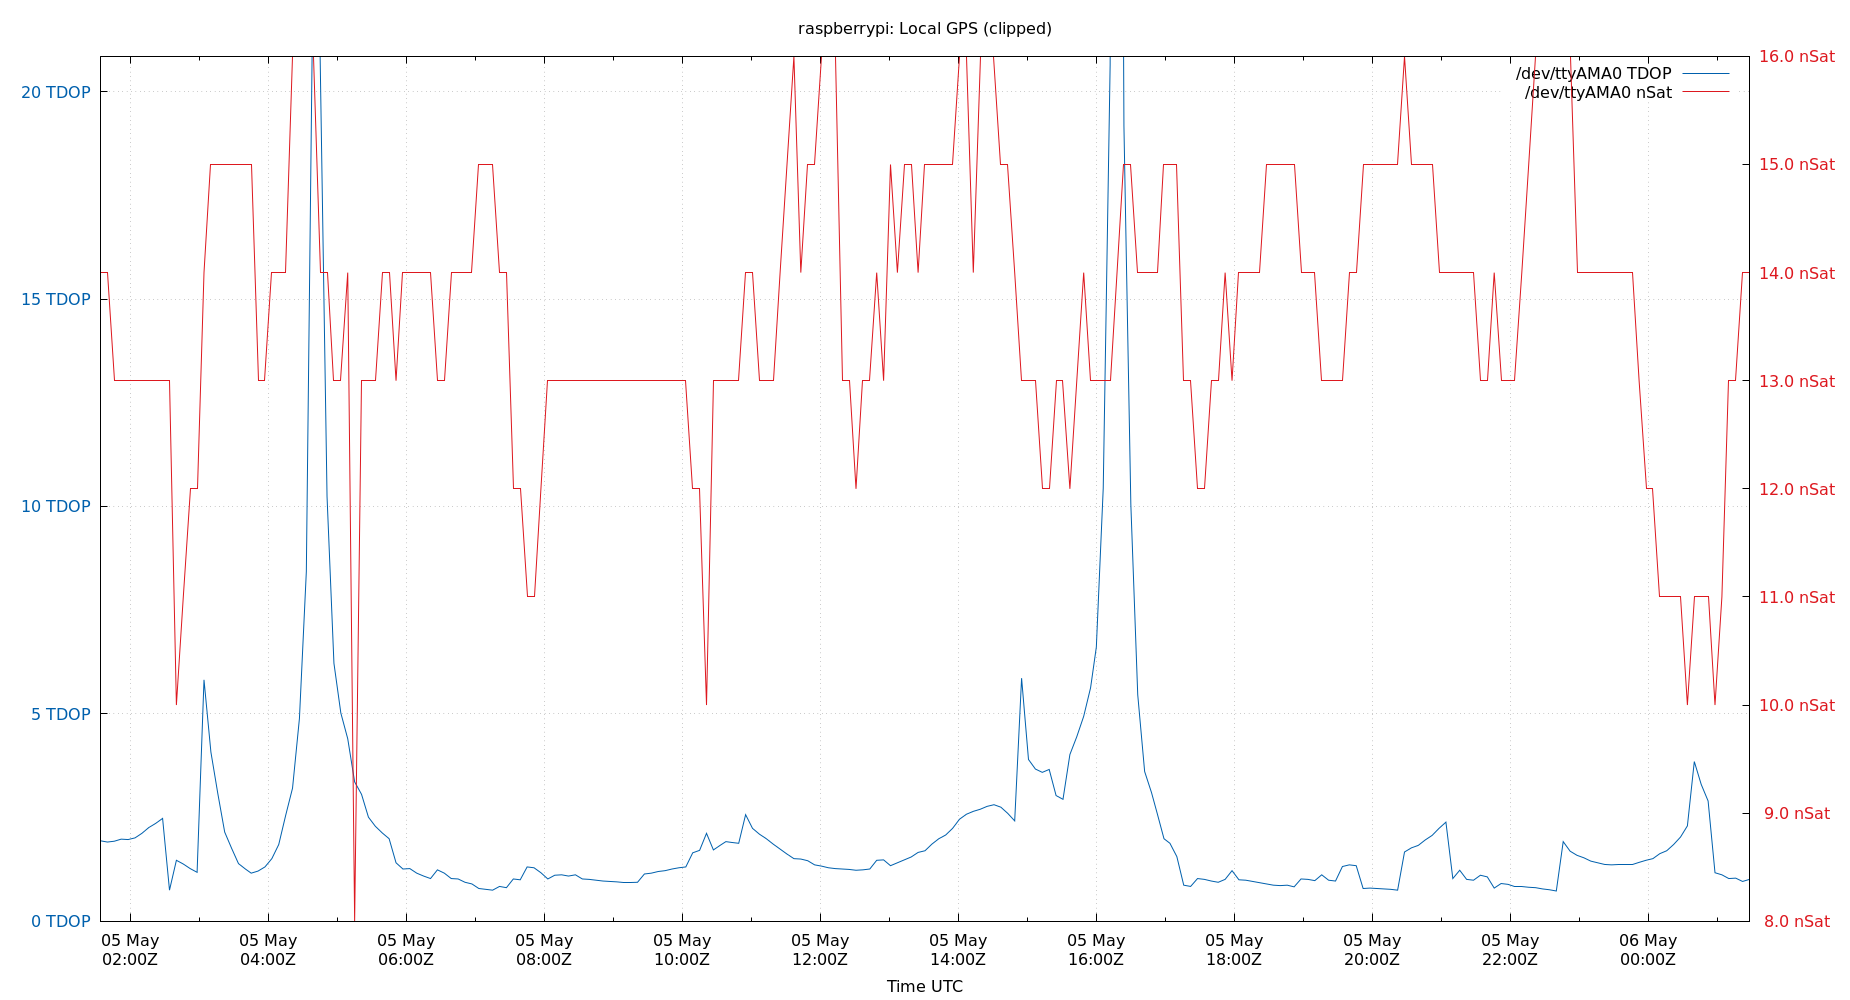 raspberrypi: Local GPS (clipped)
/dev/ttyAMA0 TDOP
/dev/ttyAMA0 nSat
20 TDOP
15 TDOP
10 TDOP
5 TDOP
0 TDOP
16.0 nSat
15.0 nSat
14.0 nSat
13.0 nSat
12.0 nSat
11.0 nSat
10.0 nSat
9.0 nSat
8.0 nSat
05 May 05 May 05 May 05 May 05 May 05 May 05 May 05 May 05 May 05 May 05 May 06 May
02:00Z 04:00Z 06:00Z 08:00Z 10:00Z 12:00Z 14:00Z 16:00Z 18:00Z 20:00Z 22:00Z 00:00Z
Time UTC